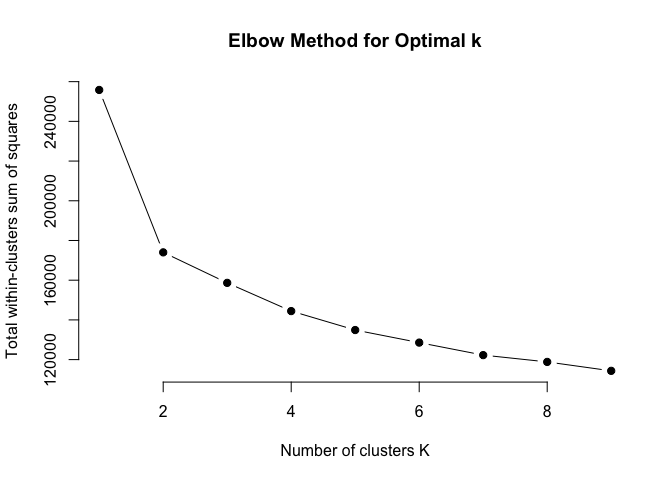 Elbow Method for Optimal k
Total within-clusters sum of squares
240000
200000
160000
120000
2 4 6 8
Number of clusters K